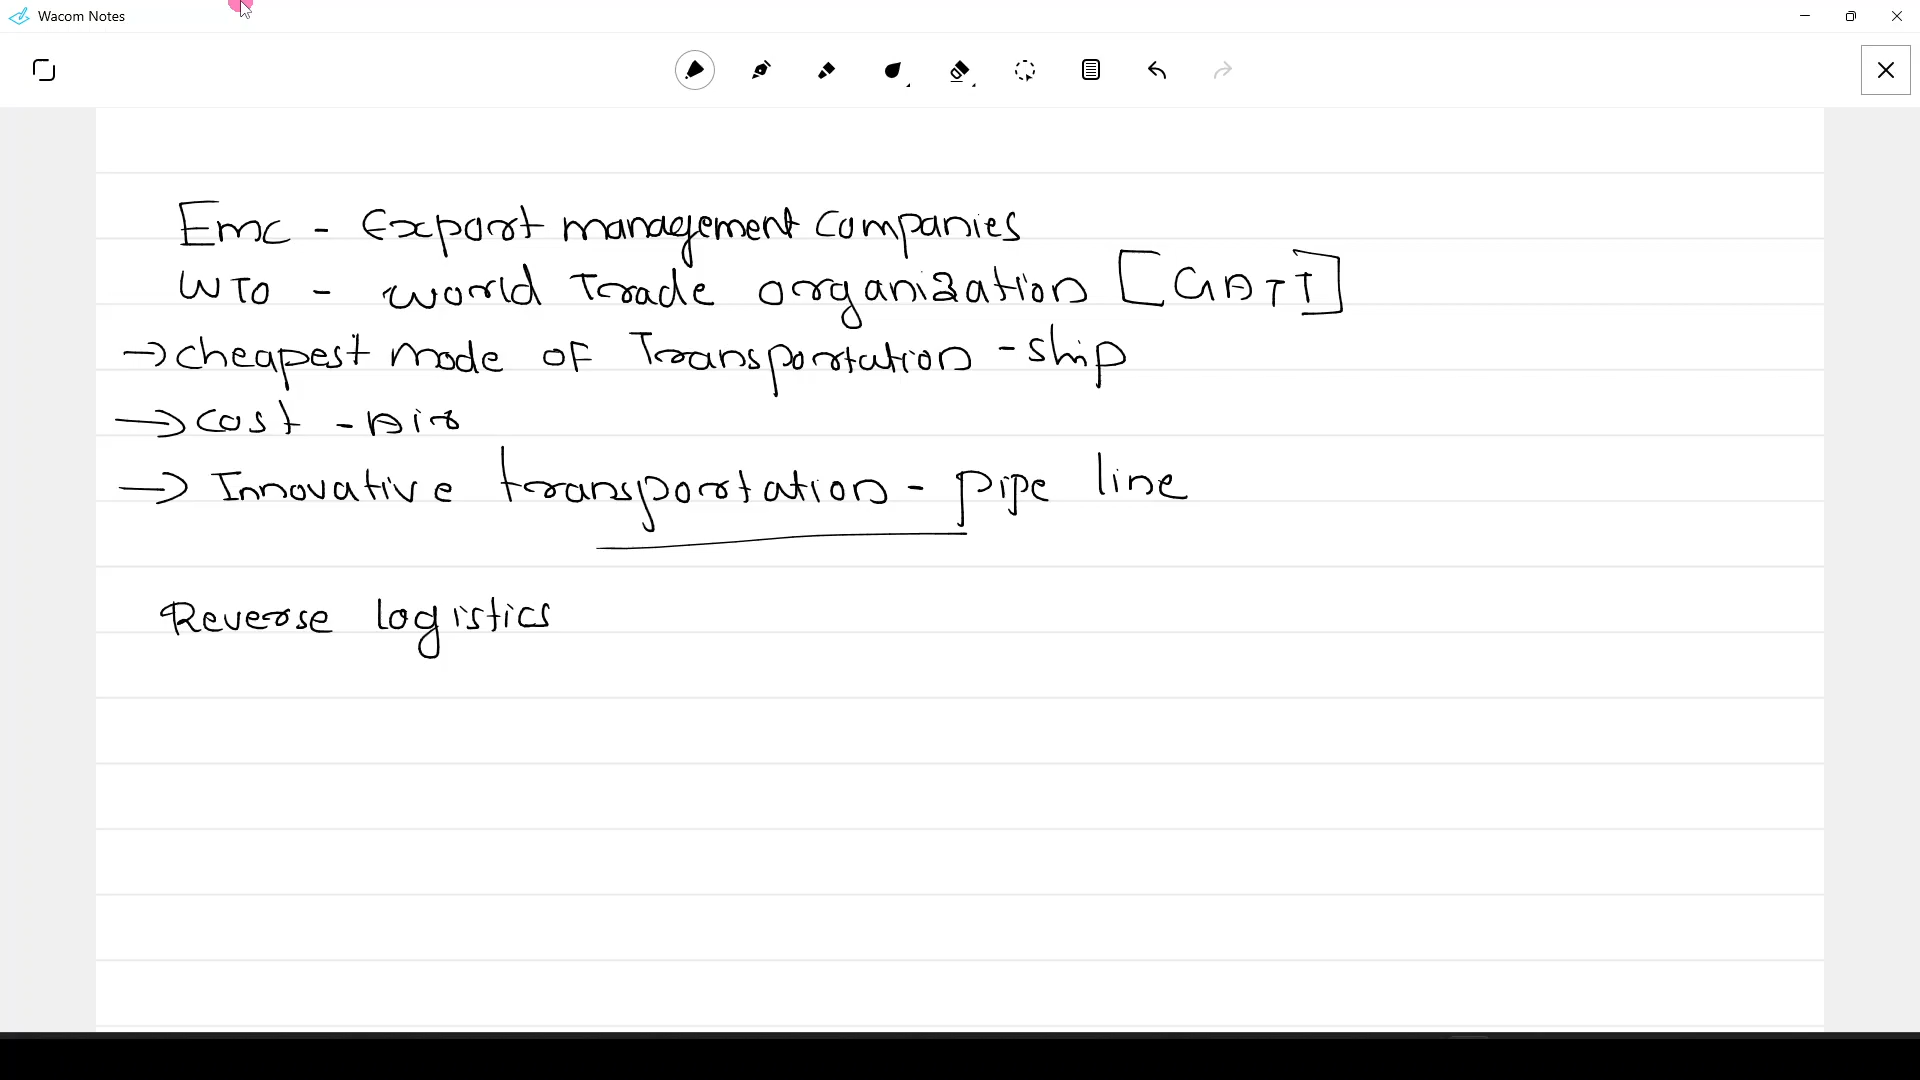 Wacom Notes
Emc - Export management companies
WTO - world Trade organization [GATT]
→ cheapest mode of Transportation - ship
→ cost - Air
→ Innovative transportation - pipe line
Reverse logistics